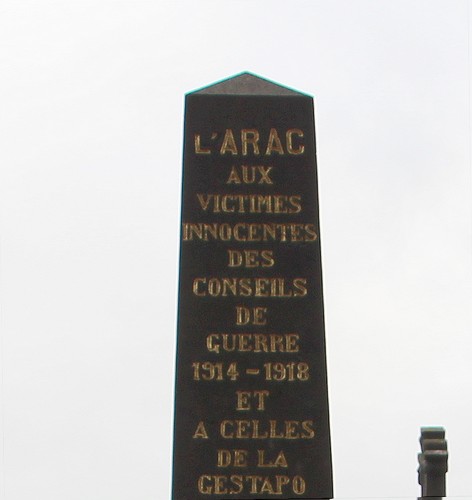 L'ARAC
AUX
VICTIMES
INNOCENTES
DES
CONSEILS
DE
GUERRE
1914-1918
ET
A CELLES
DE LA
GESTAPO